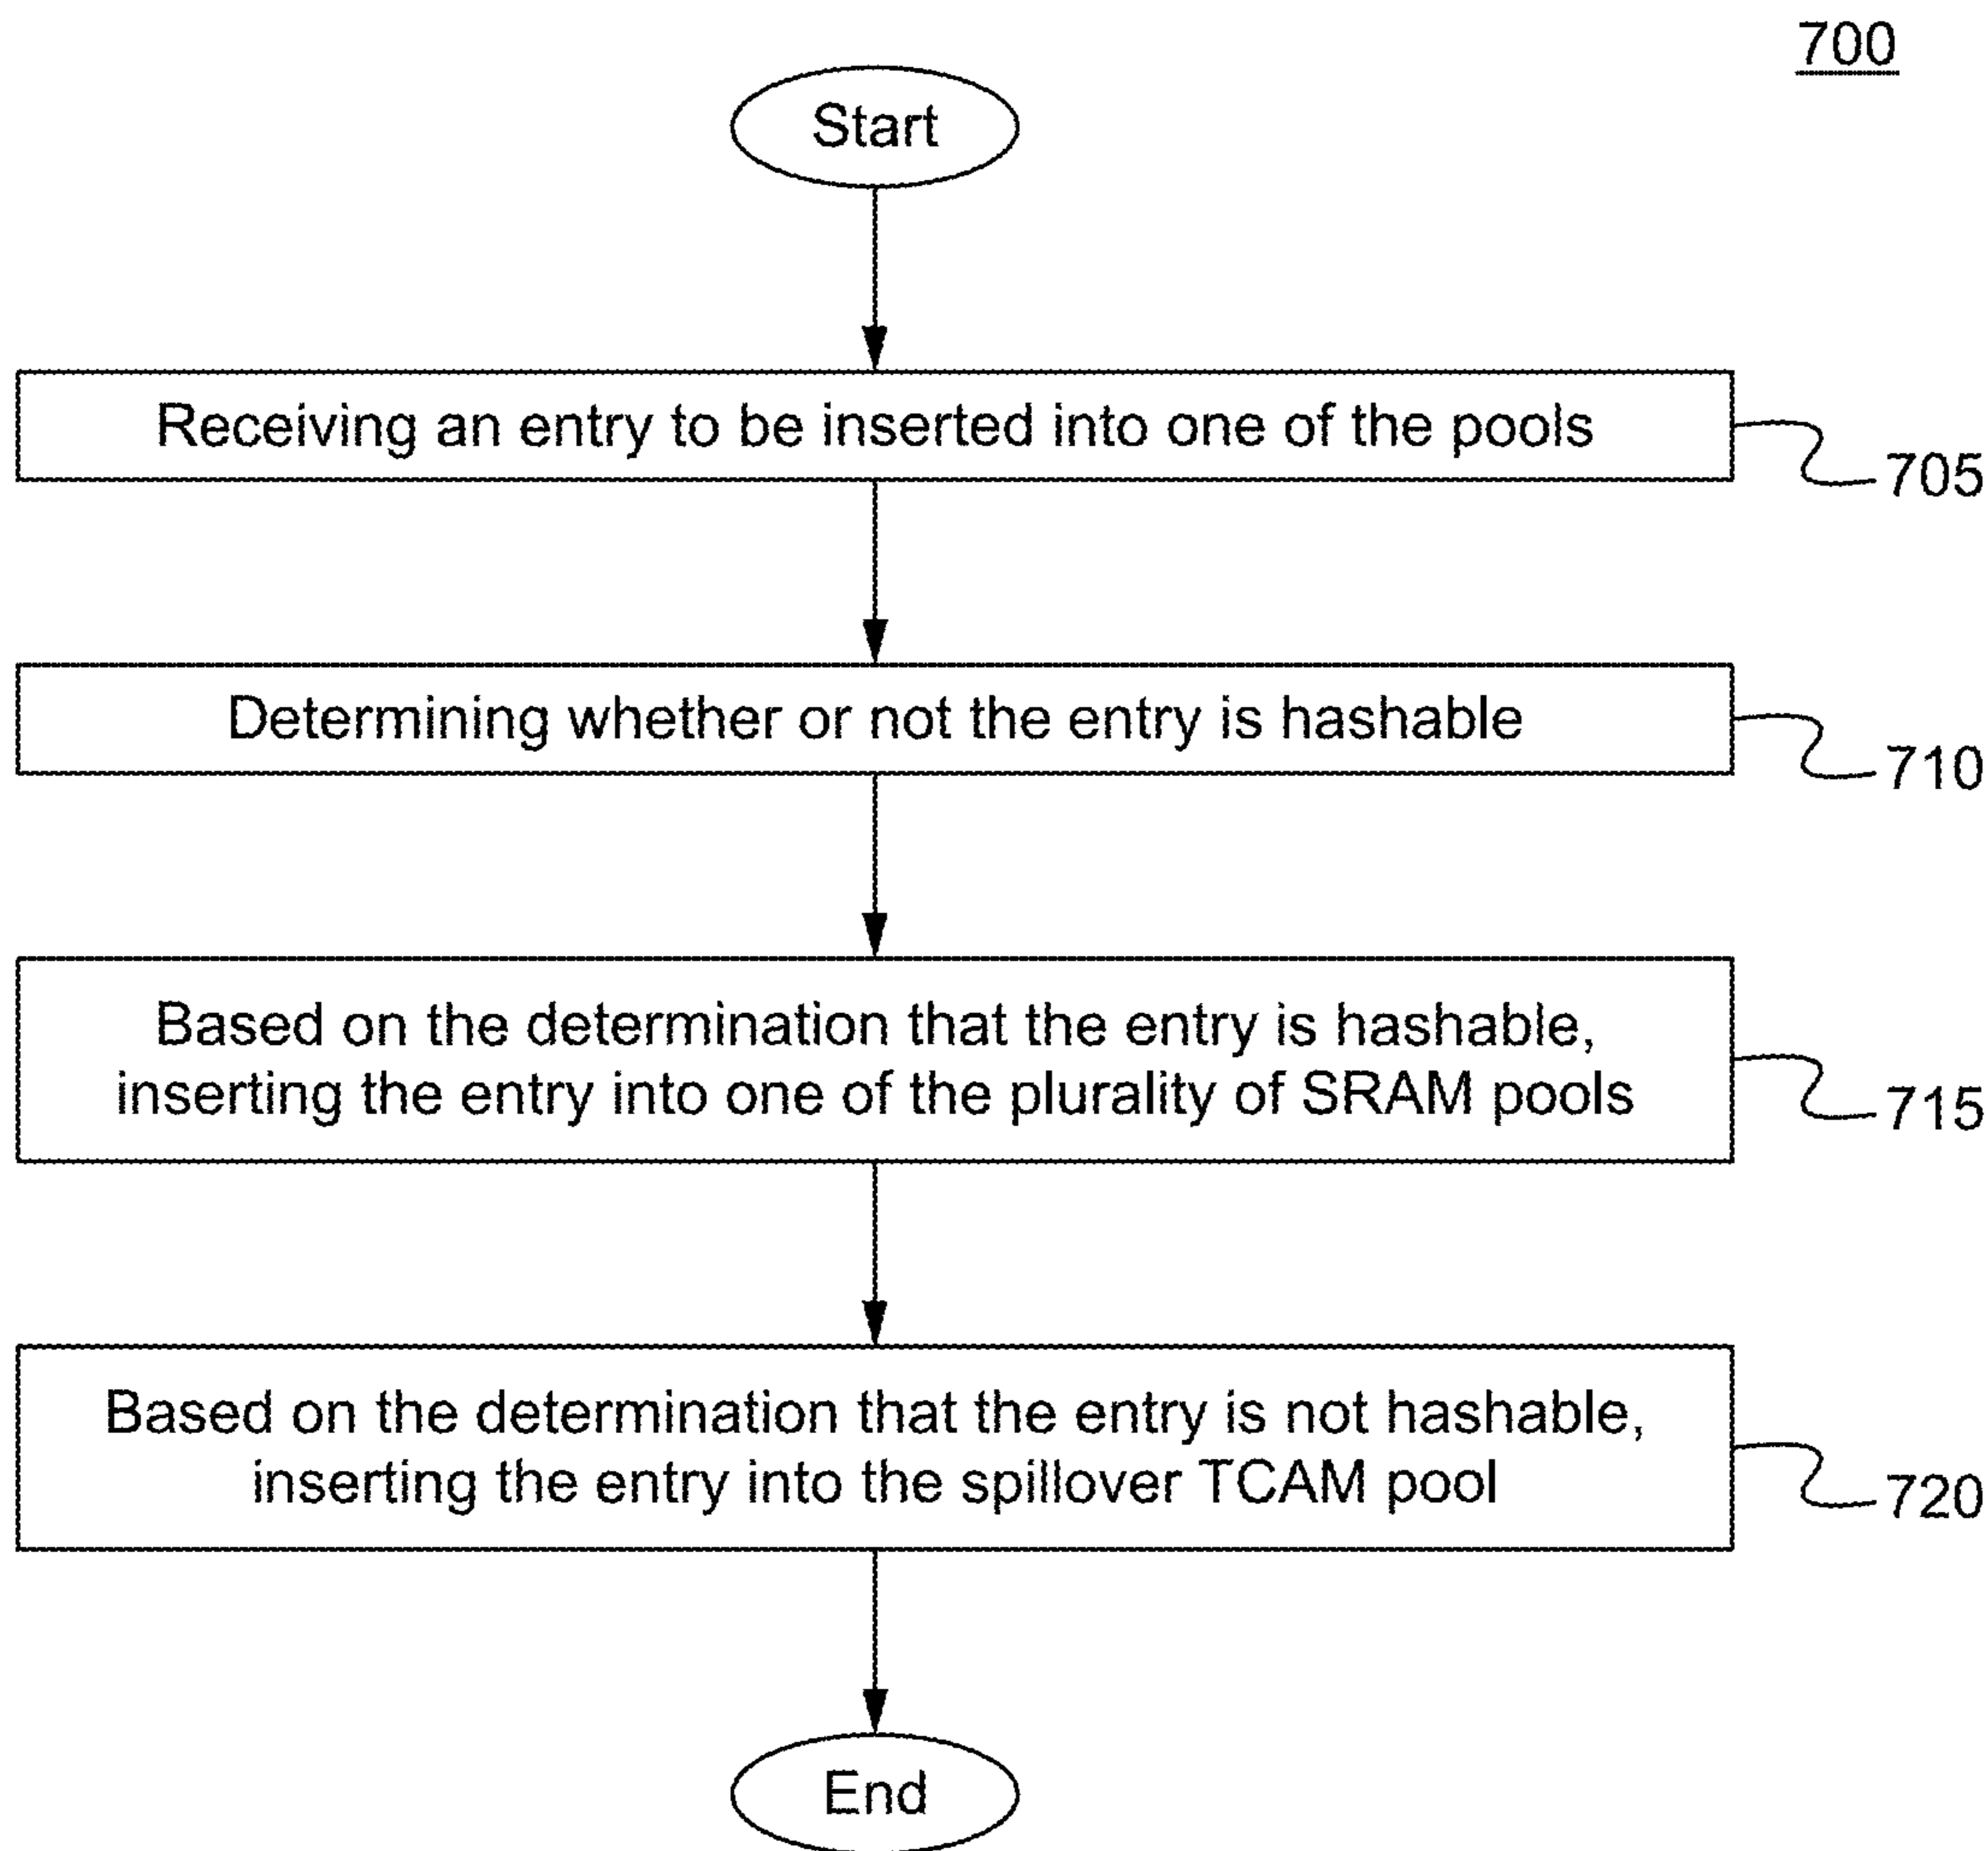 700
Start
Receiving an entry to be inserted into one of the pools
705
Determining whether or not the entry is hashable
710
Based on the determination that the entry is hashable,
inserting the entry into one of the plurality of SRAM pools
715
Based on the determination that the entry is not hashable,
inserting the entry into the spillover TCAM pool
720
End